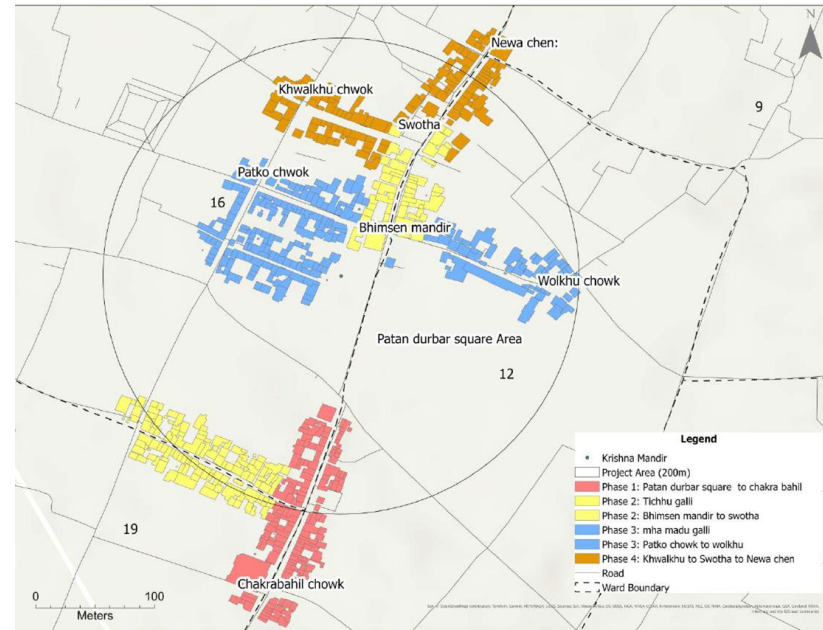 N
Newa chen:
Khwalkhu chwok
9
Swotha
Patko chwok
16
Bhimsen mandir
Wolkhu chowk
Patan durbar square Area
12
Legend
Krishna Mandir
Project Area (200m)
Phase 1: Patan durbar square to chakra bahil
Phase 2: Tichhu galli
Phase 2: Bhimsen mandir to swotha
Phase 3: mha madu galli
Phase 3: Patko chowk to wolkhu
Phase 4: Khwalkhu to Swotha to Newa chen
Road
Ward Boundary
19
Chakrabahil chowk
0 100
Meters